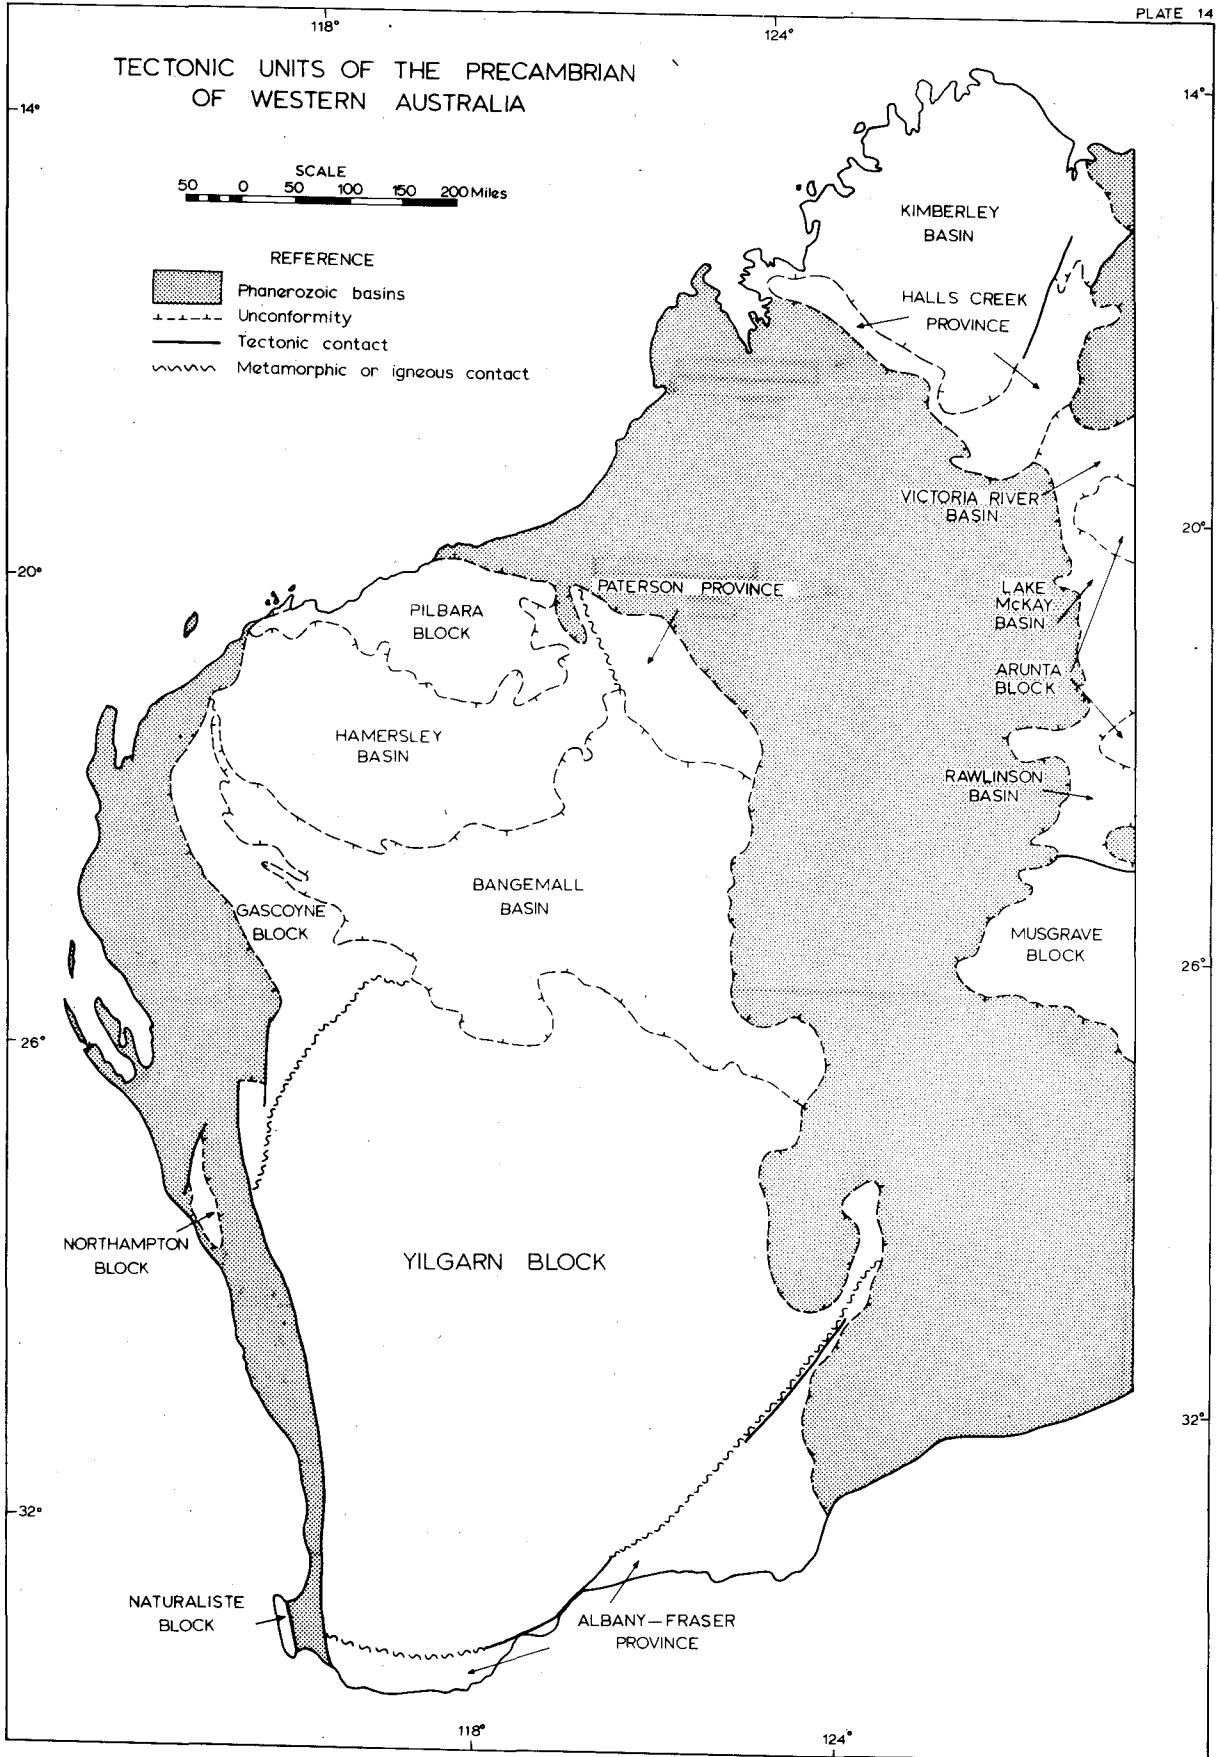 PLATE 14
118°
124°
TECTONIC UNITS OF THE PRECAMBRIAN
OF WESTERN AUSTRALIA
14°
14°
SCALE
50 0 50 100 150 200 Miles
REFERENCE
Phanerozoic basins
Unconformity
Tectonic contact
Metamorphic or igneous contact
KIMBERLEY
BASIN
HALLS CREEK
PROVINCE
VICTORIA RIVER
BASIN
20°
20°
PATERSON PROVINCE
LAKE
McKAY
BASIN
PILBARA
BLOCK
ARUNTA
BLOCK
HAMERSLEY
BASIN
RAWLINSON
BASIN
BANGEMALL
BASIN
GASCOYNE
BLOCK
MUSGRAVE
BLOCK
26°
26°
NORTHAMPTON
BLOCK
YILGARN BLOCK
32°
32°
NATURALISTE
BLOCK
ALBANY—FRASER
PROVINCE
118°
124°